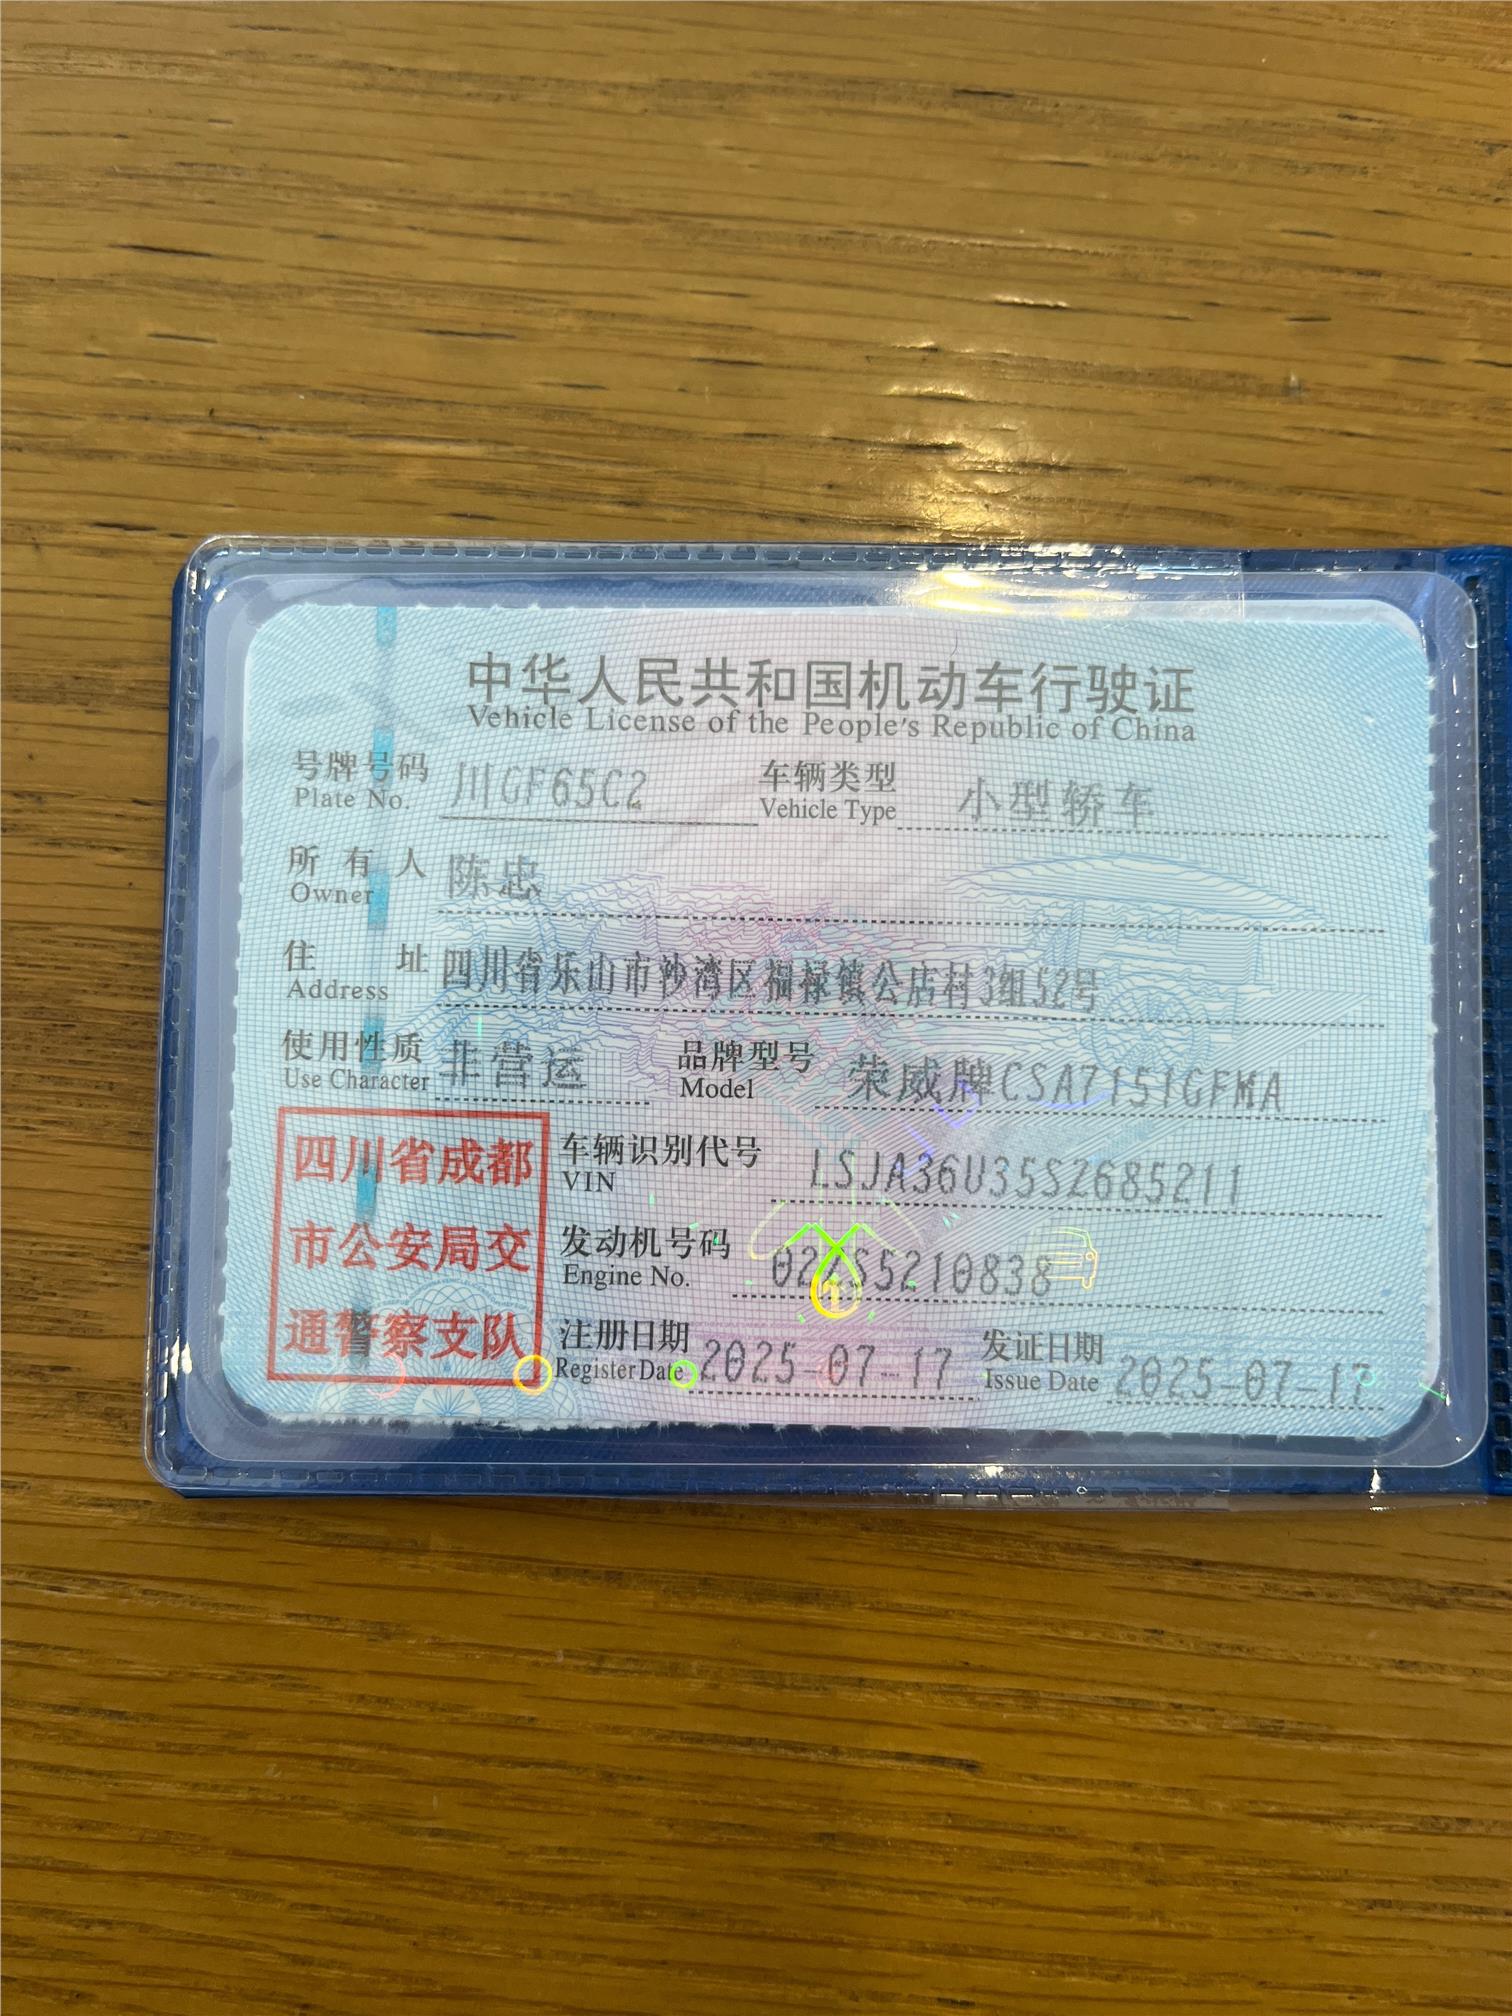 中华人民共和国机动车行驶证
Vehicle License of the People's Republic of China
号牌号码 川GF65C2 车辆类型 小型轿车
Plate No. Vehicle Type
所有人 陈忠
Owner
住址 四川省乐山市沙湾区福禄镇公店村3组52号
Address
使用性质 非营运 品牌型号 荣威牌CSA7151GFMA
Use Character Model
四川省成都
市公安局交
通警察支队
车辆识别代号 LSJA36U35S2685211
VIN
发动机号码
Engine No.
注册日期 2025-07-17 发证日期 2025-07-17
Register Date Issue Date